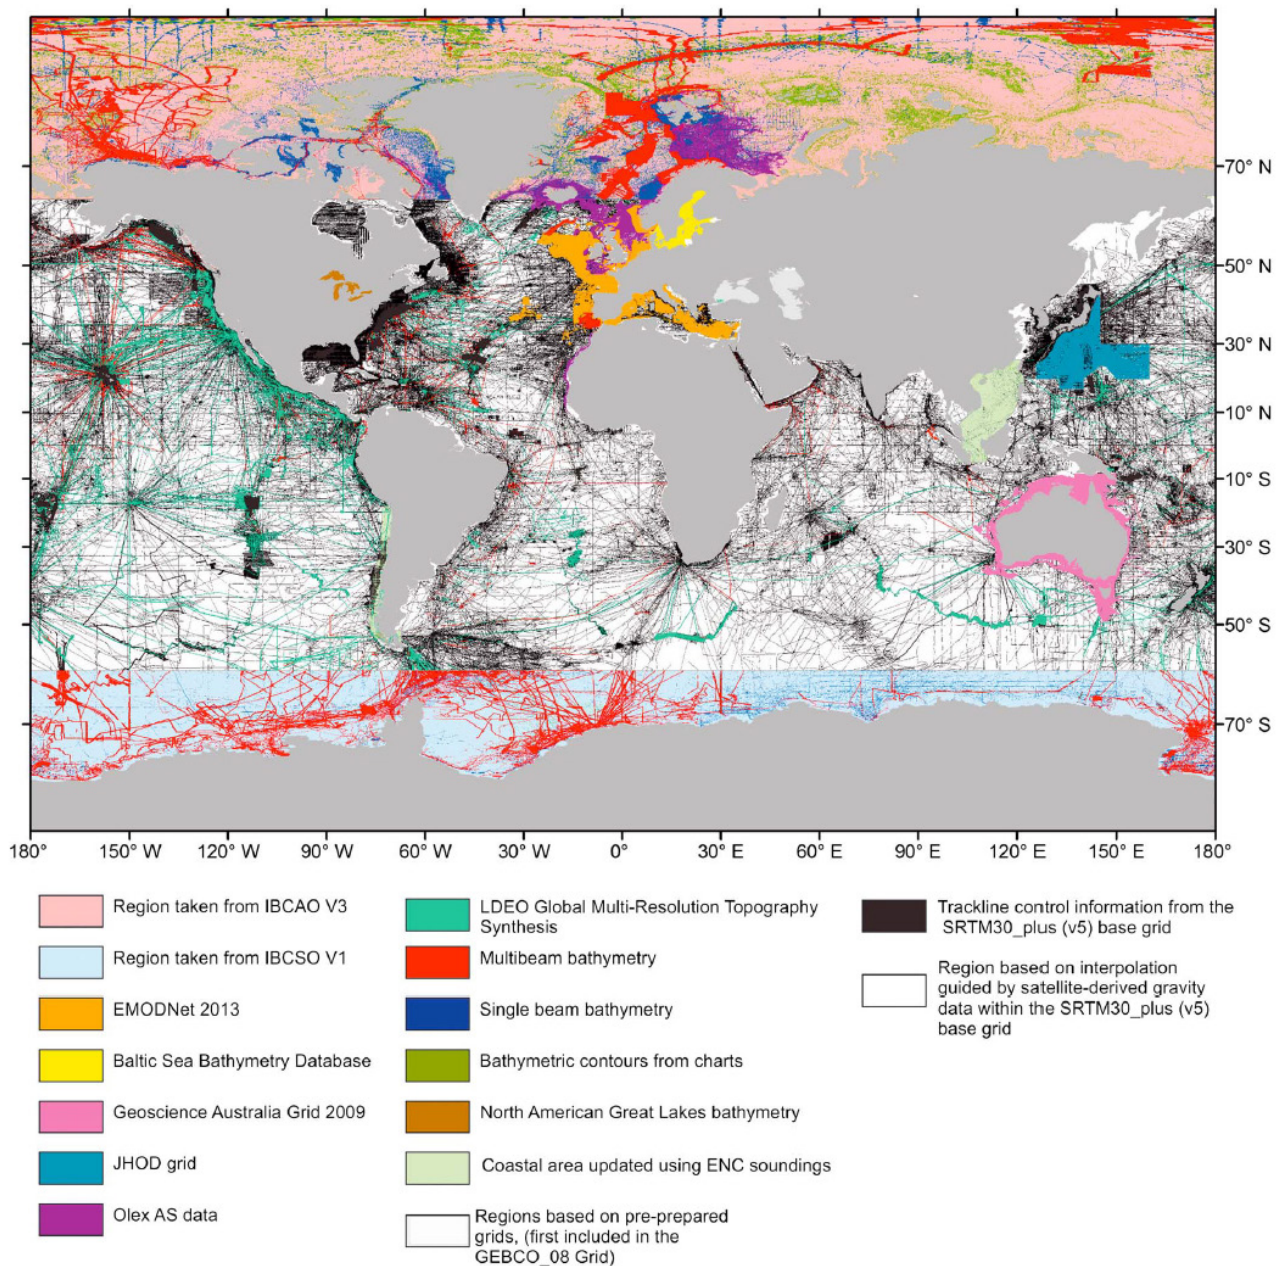 70° N
50° N
30° N
10° N
10° S
30° S
50° S
70° S
180° 150° W 120° W 90° W 60° W 30° W 0° 30° E 60° E 90° E 120° E 150° E 180°
Region taken from IBCAO V3
Region taken from IBCSO V1
EMODNet 2013
Baltic Sea Bathymetry Database
Geoscience Australia Grid 2009
JHOD grid
Olex AS data
LDEO Global Multi-Resolution Topography
Synthesis
Multibeam bathymetry
Single beam bathymetry
Bathymetric contours from charts
North American Great Lakes bathymetry
Coastal area updated using ENC soundings
Regions based on pre-prepared
grids, (first included in the
GEBCO_08 Grid)
Trackline control information from the
SRTM30_plus (v5) base grid
Region based on interpolation
guided by satellite-derived gravity
data within the SRTM30_plus (v5)
base grid